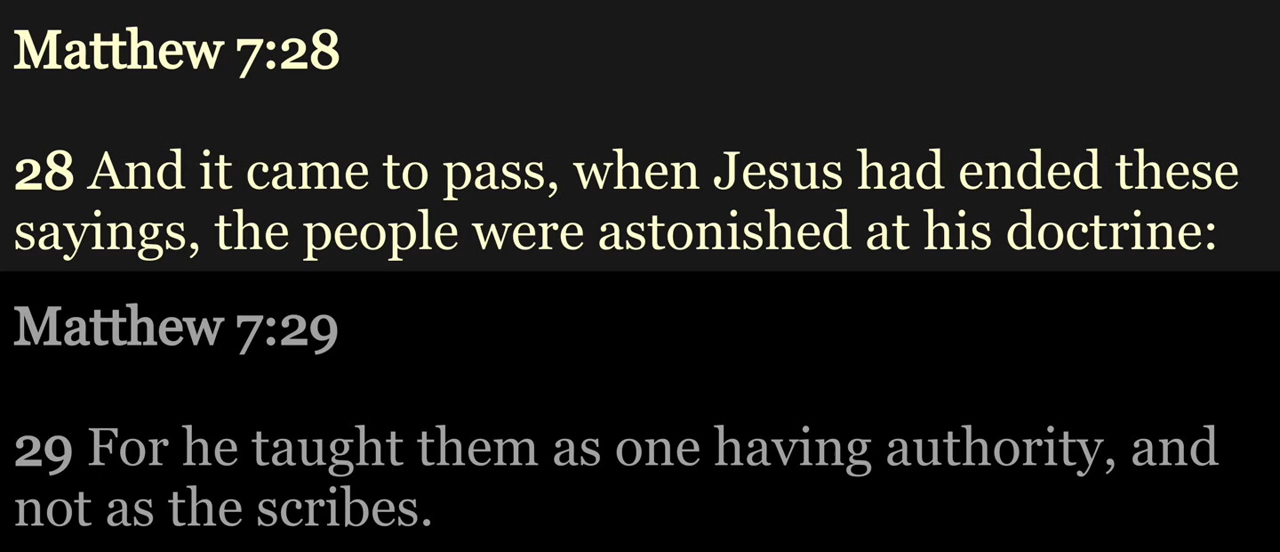 Matthew 7:28
28 And it came to pass, when Jesus had ended these
sayings, the people were astonished at his doctrine:
Matthew 7:29
29 For he taught them as one having authority, and
not as the scribes.